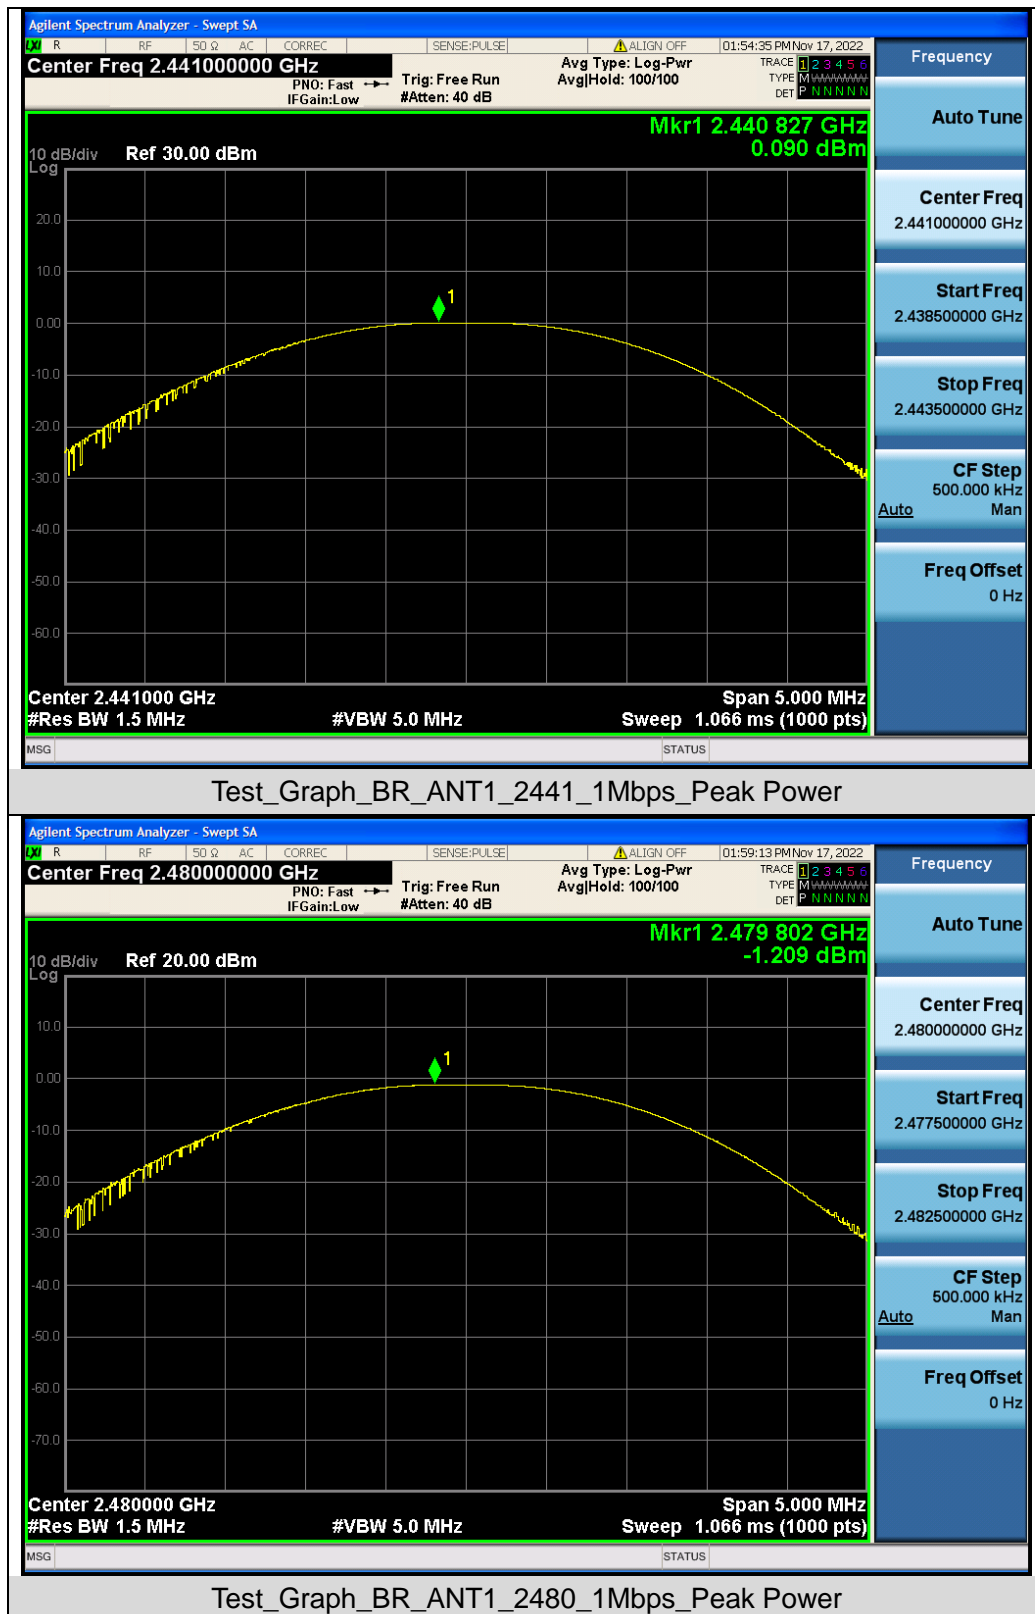 Agilent Spectrum Analyzer - Swept SA
LXI R RF 50 Ω AC CORREC SENSE:PULSE ALIGN OFF 01:54:35 PM Nov 17, 2022
Center Freq 2.441000000 GHz
PNO: Fast
IFGain:Low
Trig: Free Run
#Atten: 40 dB
Avg Type: Log-Pwr
Avg|Hold: 100/100
TRACE 1 2 3 4 5 6
TYPE M
DET P N N N N N
Mkr1 2.440 827 GHz
0.090 dBm
10 dB/div Ref 30.00 dBm
Log
20.0
10.0
1
0.00
-10.0
-20.0
-30.0
-40.0
-50.0
-60.0
Center 2.441000 GHz Span 5.000 MHz
#Res BW 1.5 MHz #VBW 5.0 MHz Sweep 1.066 ms (1000 pts)
MSG STATUS
Frequency
Auto Tune
Center Freq
2.441000000 GHz
Start Freq
2.438500000 GHz
Stop Freq
2.443500000 GHz
CF Step
500.000 kHz
Auto Man
Freq Offset
0 Hz
Test_Graph_BR_ANT1_2441_1Mbps_Peak Power
Agilent Spectrum Analyzer - Swept SA
LXI R RF 50 Ω AC CORREC SENSE:PULSE ALIGN OFF 01:59:13 PM Nov 17, 2022
Center Freq 2.480000000 GHz
PNO: Fast
IFGain:Low
Trig: Free Run
#Atten: 40 dB
Avg Type: Log-Pwr
Avg|Hold: 100/100
TRACE 1 2 3 4 5 6
TYPE M
DET P N N N N N
Mkr1 2.479 802 GHz
-1.209 dBm
10 dB/div Ref 20.00 dBm
Log
10.0
1
0.00
-10.0
-20.0
-30.0
-40.0
-50.0
-60.0
-70.0
Center 2.480000 GHz Span 5.000 MHz
#Res BW 1.5 MHz #VBW 5.0 MHz Sweep 1.066 ms (1000 pts)
MSG STATUS
Frequency
Auto Tune
Center Freq
2.480000000 GHz
Start Freq
2.477500000 GHz
Stop Freq
2.482500000 GHz
CF Step
500.000 kHz
Auto Man
Freq Offset
0 Hz
Test_Graph_BR_ANT1_2480_1Mbps_Peak Power